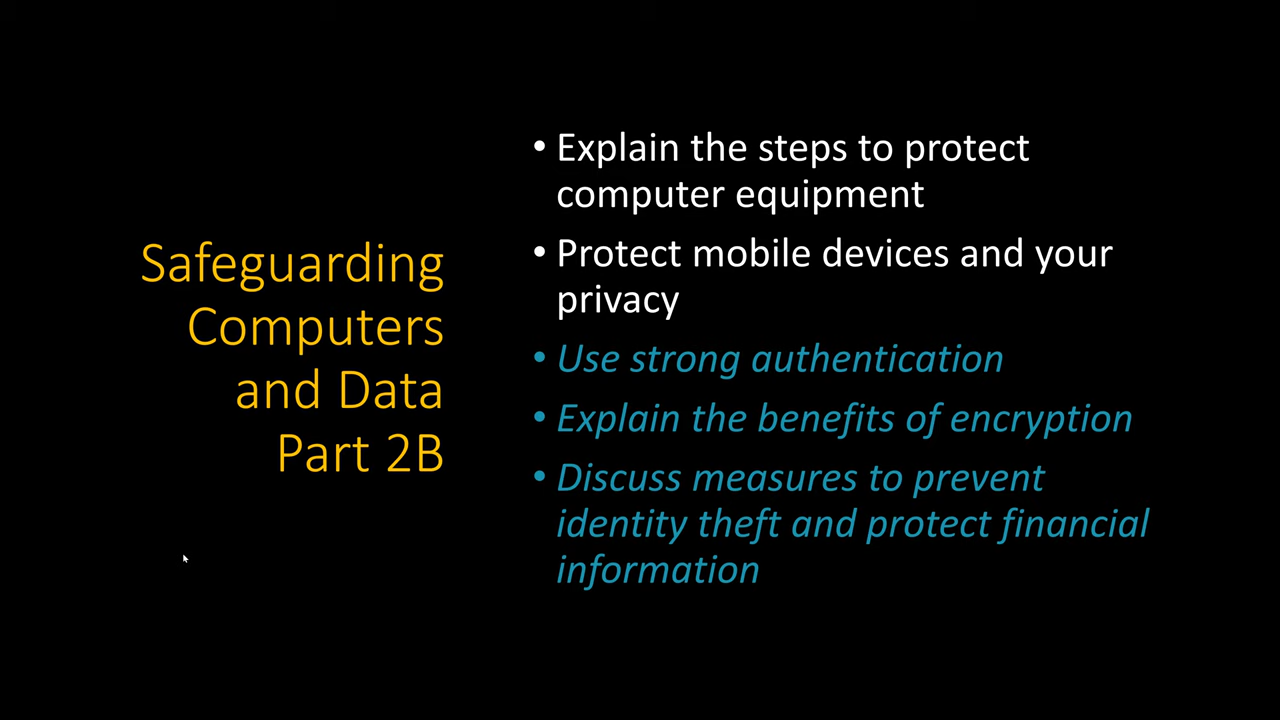 Safeguarding
Computers
and Data
Part 2B
• Explain the steps to protect
computer equipment
• Protect mobile devices and your
privacy
• Use strong authentication
• Explain the benefits of encryption
• Discuss measures to prevent
identity theft and protect financial
information